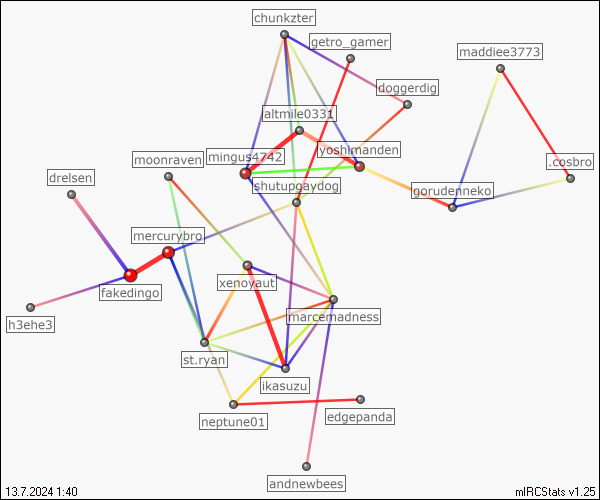 chunkzter
getro_gamer
maddiee3773
doggerdig
altmile0331
yoshmanden
mingus4742
moonraven
.cosbro
drelsen
shutupgaydog
gorudenneko
mercurybro
xenoyaut
fakedingo
h3ehe3
marcemadness
st.ryan
ikasuzu
neptune01
edgepanda
andnewbees
13.7.2024 1:40
mIRCStats v1.25